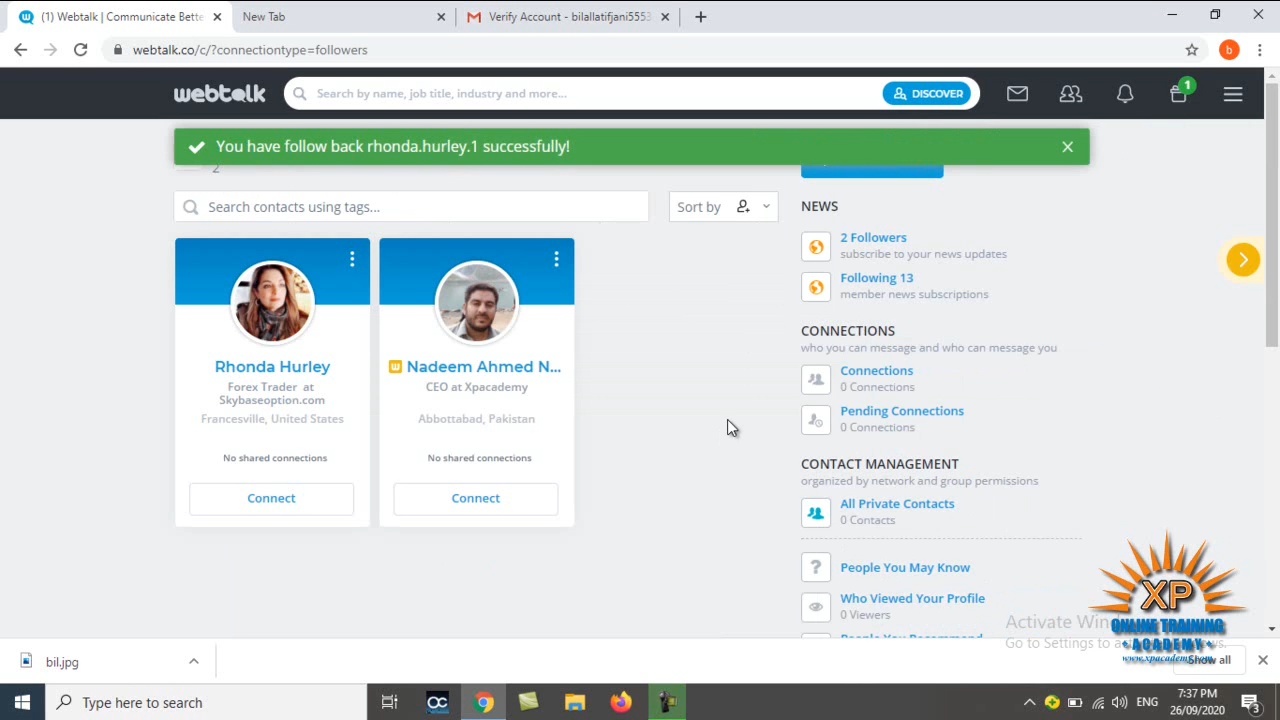 (1) Webtalk | Communicate Bette
New Tab
Verify Account - bilallatifjani5553
webtalk.co/c/?connectiontype=followers
b
webtalk
Search by name, job title, industry and more...
DISCOVER
1
You have follow back rhonda.hurley.1 successfully!
2
Search contacts using tags...
Sort by
Rhonda Hurley
Forex Trader at
Skybaseoption.com
Francesville, United States
No shared connections
Connect
Nadeem Ahmed N...
CEO at Xpacademy
Abbottabad, Pakistan
No shared connections
Connect
NEWS
2 Followers
subscribe to your news updates
Following 13
member news subscriptions
CONNECTIONS
who you can message and who can message you
Connections
0 Connections
Pending Connections
0 Connections
CONTACT MANAGEMENT
organized by network and group permissions
All Private Contacts
0 Contacts
People You May Know
Who Viewed Your Profile
0 Viewers
People You Recommend
Activate Win
Go to Settings to
XP
ONLINE TRAINING
ACADEMY
bil.jpg
Show all
Type here to search
ENG
7:37 PM
26/09/2020
3